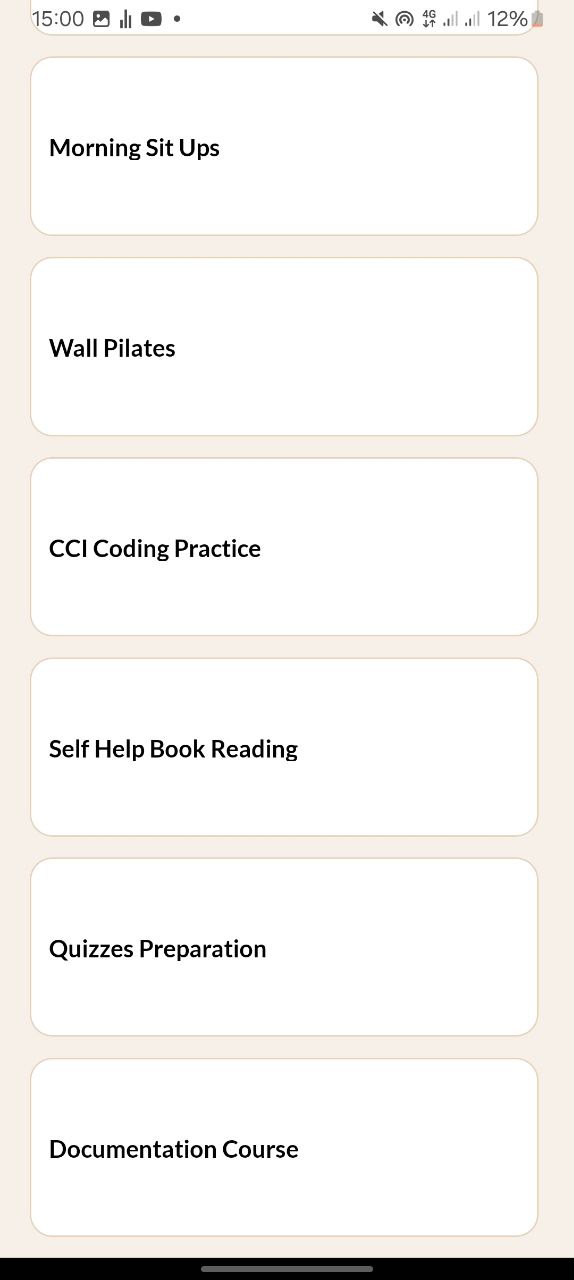 15:00 4G 12%
Morning Sit Ups
Wall Pilates
CCI Coding Practice
Self Help Book Reading
Quizzes Preparation
Documentation Course